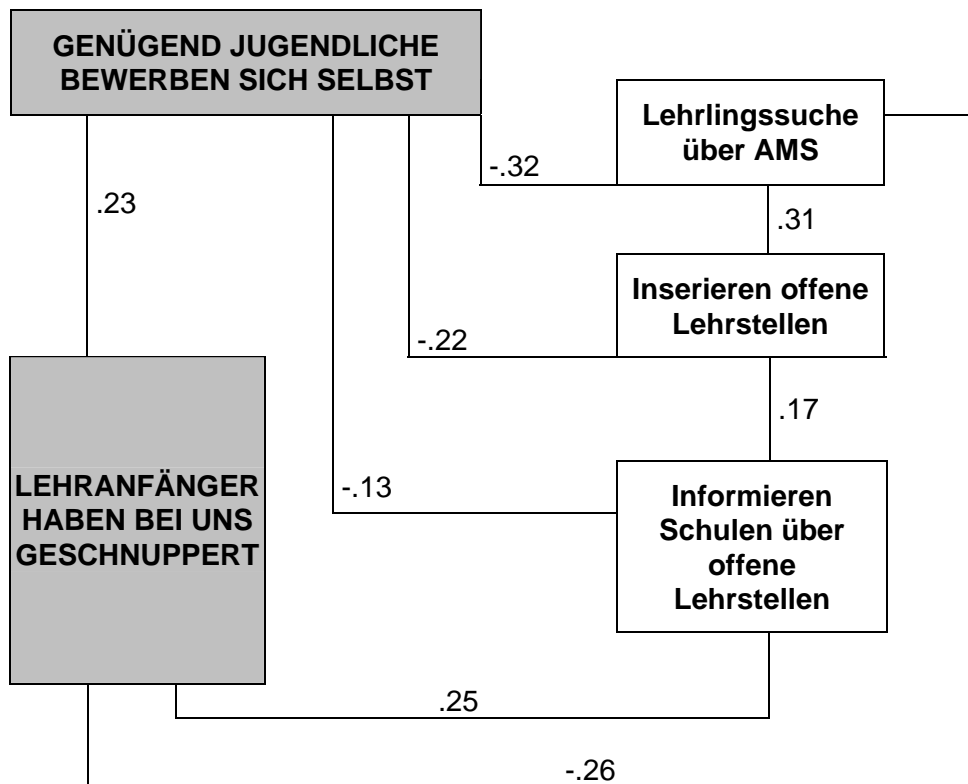 GENÜGEND JUGENDLICHE
BEWERBEN SICH SELBST
Lehrlingssuche
über AMS
-.32
.23
.31
Inserieren offene
Lehrstellen
-.22
.17
LEHRANFÄNGER
HABEN BEI UNS
GESCHNUPPERT
-.13
Informieren
Schulen über
offene
Lehrstellen
.25
-.26